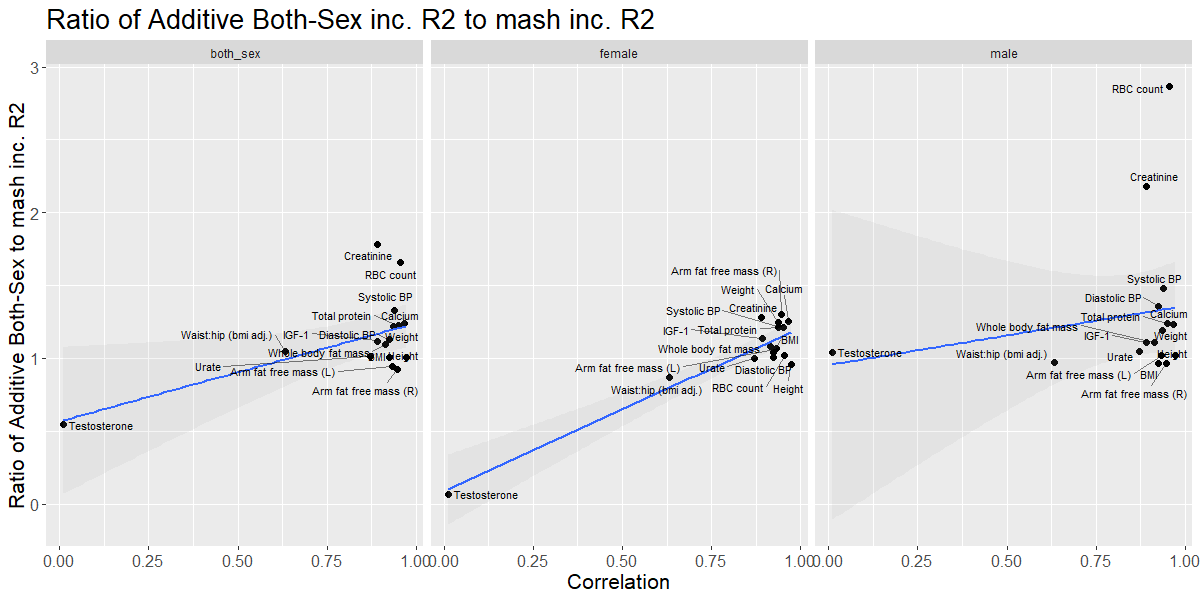 Ratio of Additive Both-Sex inc. R2 to mash inc. R2
both_sex
female
male
Ratio of Additive Both-Sex to mash inc. R2
3
2
1
0
Creatinine
RBC count
Systolic BP
Total protein
Calcium
Waist:hip (bmi adj.)
IGF-1
Diastolic BP
Weight
Whole body fat mass
BMI
Height
Urate
Arm fat free mass (L)
Arm fat free mass (R)
Testosterone
Arm fat free mass (R)
Weight
Calcium
Systolic BP
Creatinine
IGF-1
Total protein
BMI
Whole body fat mass
Arm fat free mass (L)
Urate
Diastolic BP
Waist:hip (bmi adj.)
RBC count
Height
Testosterone
RBC count
Creatinine
Systolic BP
Diastolic BP
Total protein
Calcium
Whole body fat mass
IGF-1
Weight
Testosterone
Waist:hip (bmi adj.)
Urate
Height
Arm fat free mass (L)
BMI
Arm fat free mass (R)
0.00 0.25 0.50 0.75 1.00
0.00 0.25 0.50 0.75 1.00
0.00 0.25 0.50 0.75 1.00
Correlation